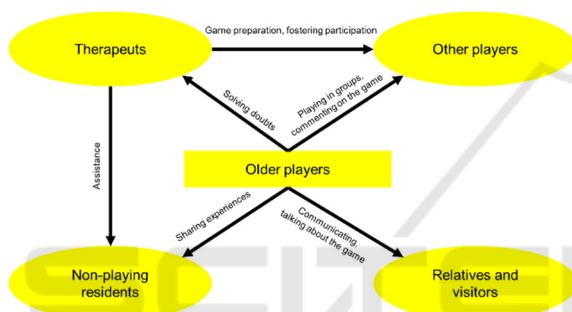 Game preparation, fostering participation
Therapeuts
Other players
Solving doubts
Playing in groups,
commenting on the game
Assistance
Older players
Sharing experiences
Communicating,
talking about the game
Non-playing
residents
Relatives and
visitors